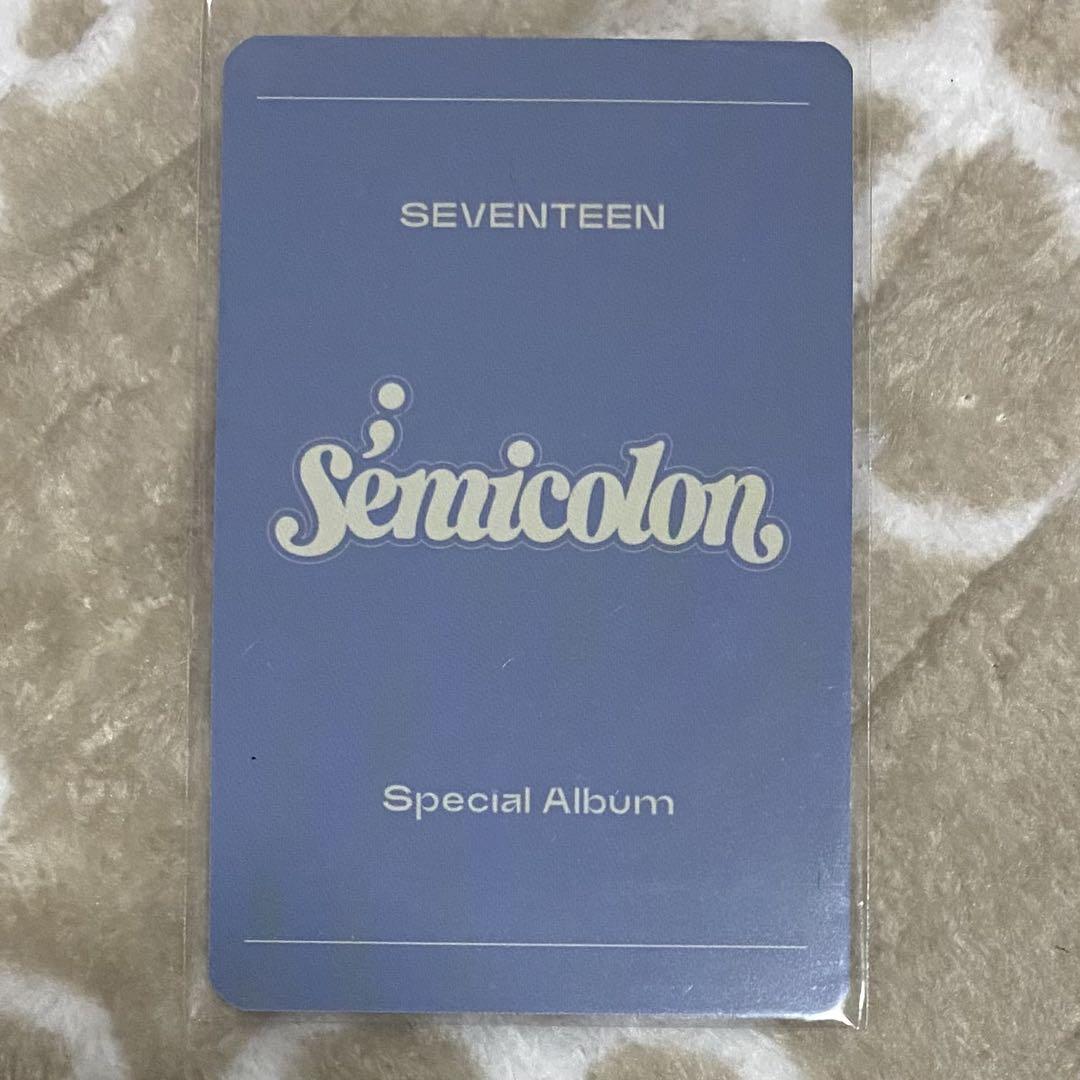 SEVENTEEN
; Semicolon
Special Album